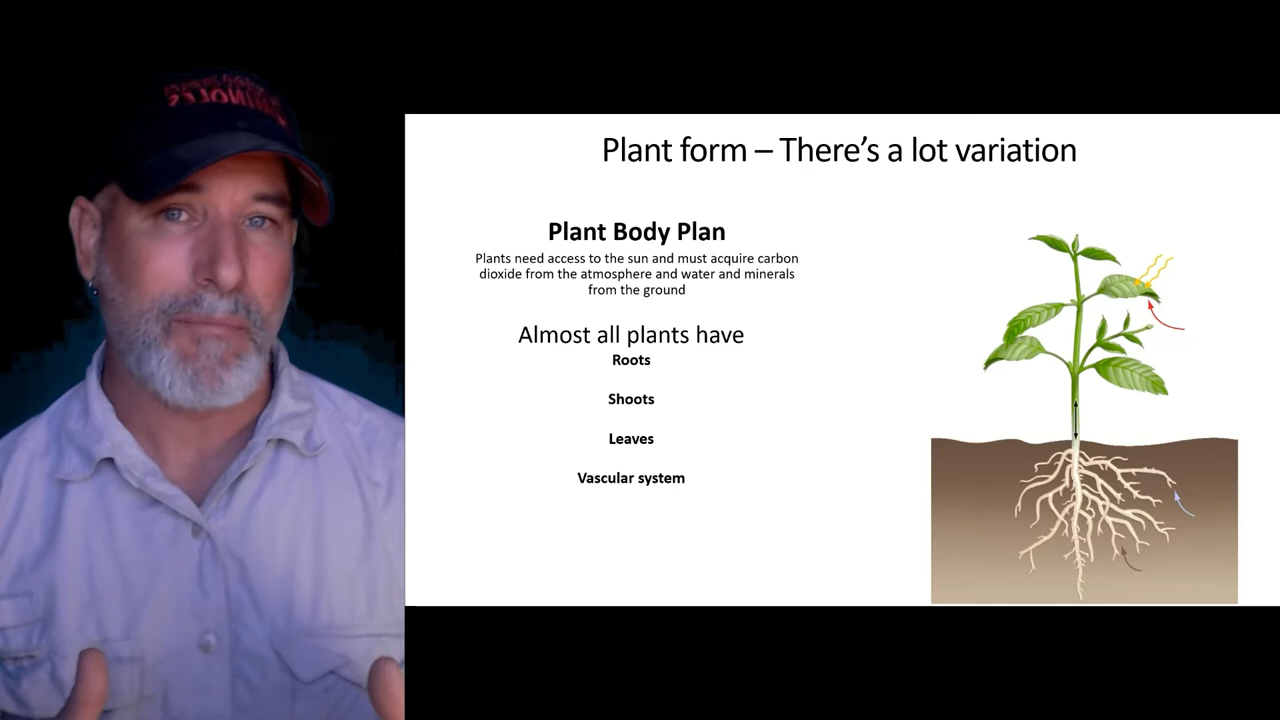 SEMINOLES
Plant form – There's a lot variation
Plant Body Plan
Plants need access to the sun and must acquire carbon
dioxide from the atmosphere and water and minerals
from the ground
Almost all plants have
Roots
Shoots
Leaves
Vascular system